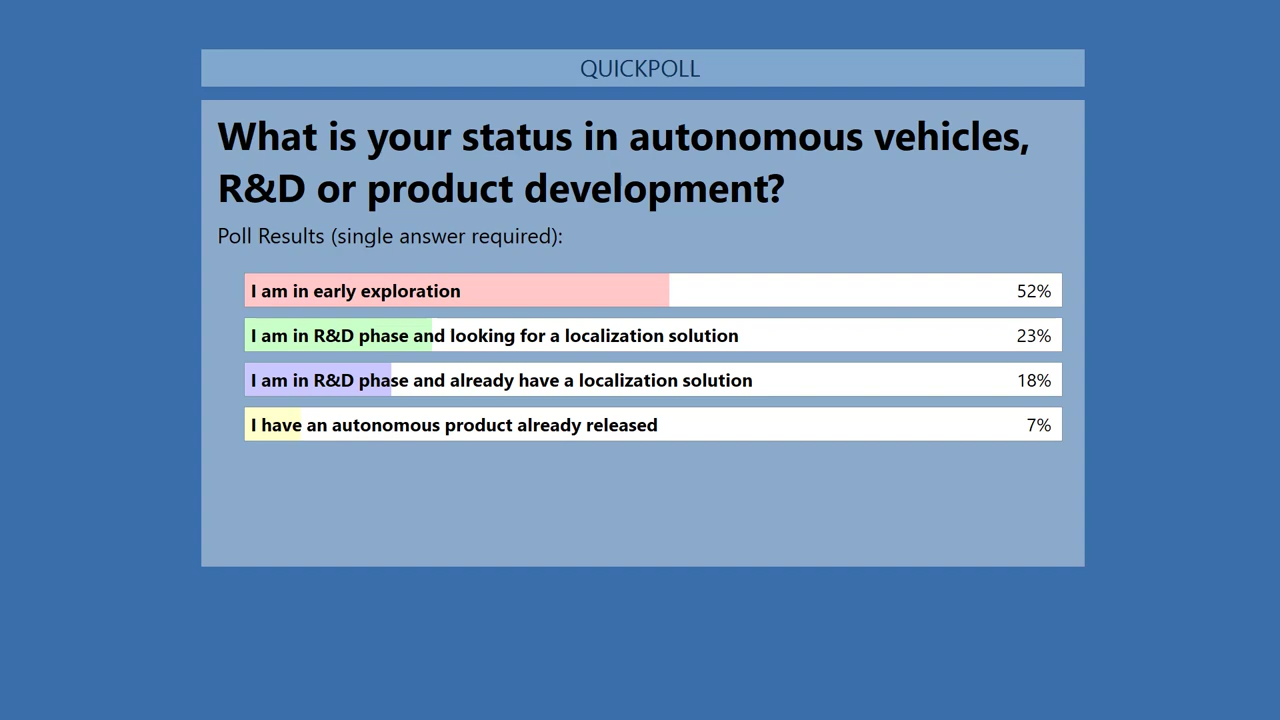 QUICKPOLL
What is your status in autonomous vehicles,
R&D or product development?
Poll Results (single answer required):
I am in early exploration 52%
I am in R&D phase and looking for a localization solution 23%
I am in R&D phase and already have a localization solution 18%
I have an autonomous product already released 7%